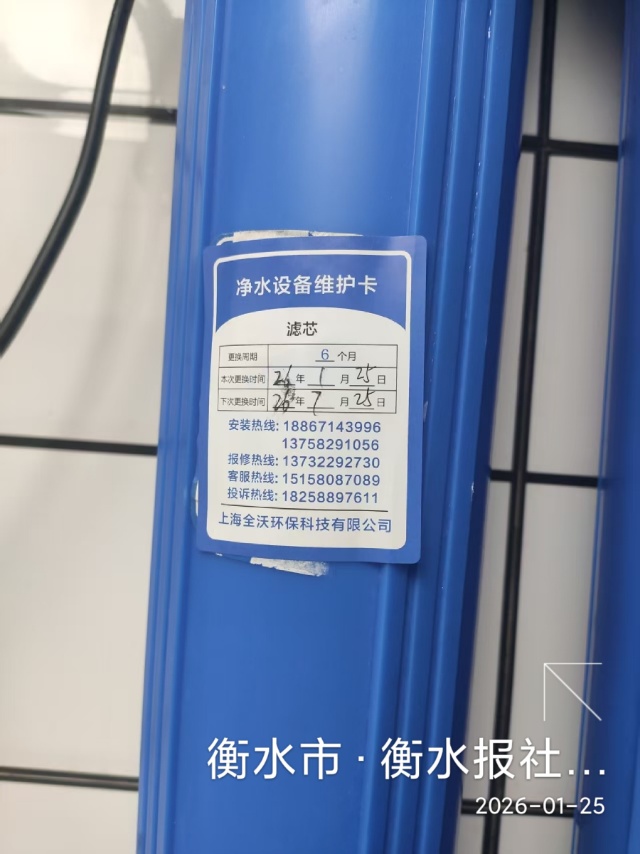 净水设备维护卡
滤芯
更换周期 6 个月
本次更换时间 26 年 1 月 25 日
下次更换时间 26 年 7 月 25 日
安装热线: 18867143996
13758291056
报修热线: 13732292730
客服热线: 15158087089
投诉热线: 18258897611
上海全沃环保科技有限公司
衡水市 · 衡水报社...
2026-01-25